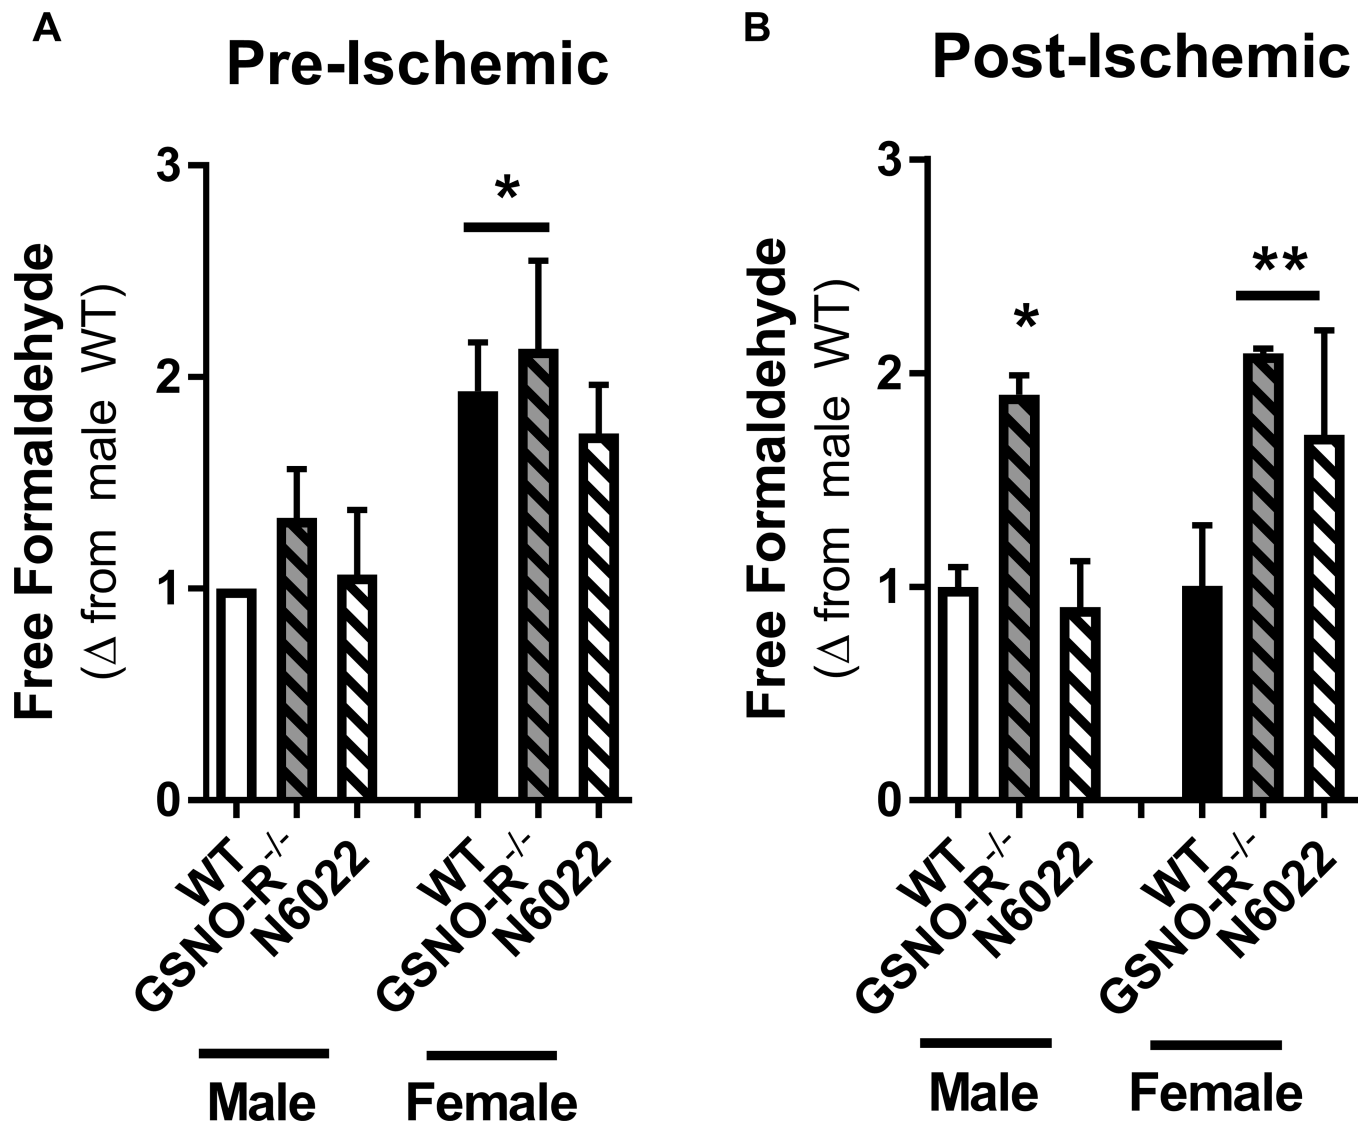 A
Pre-Ischemic
Free Formaldehyde
(Δ from male WT)
3
2
1
0
*
WT
GSNO-R-/-
N6022
WT
GSNO-R-/-
N6022
Male
Female
B
Post-Ischemic
Free Formaldehyde
(Δ from male WT)
3
2
1
0
*
**
WT
GSNO-R-/-
N6022
WT
GSNO-R-/-
N6022
Male
Female